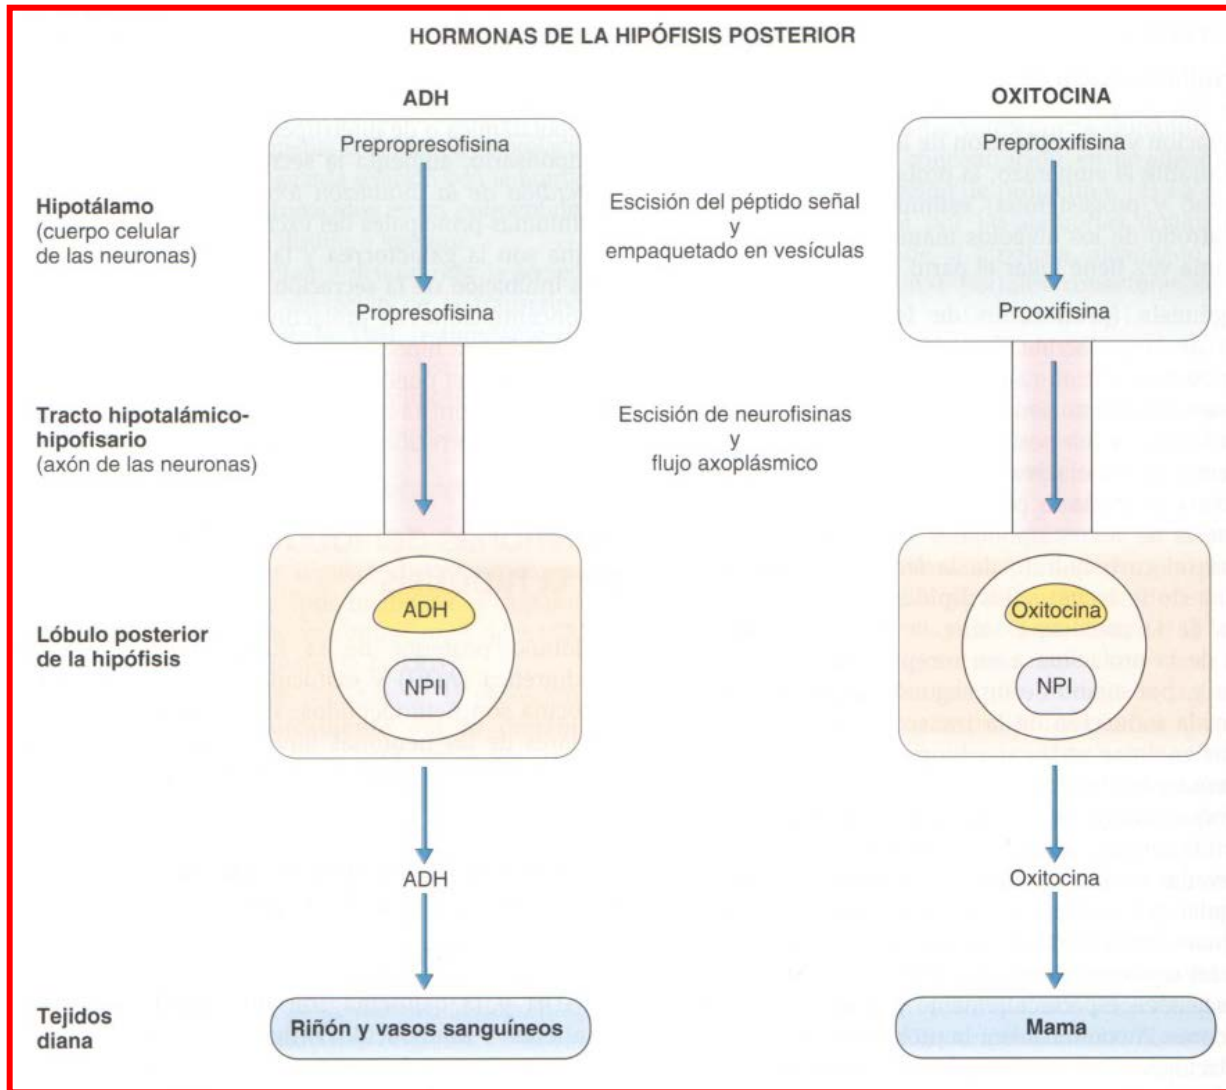 HORMONAS DE LA HIPÓFISIS POSTERIOR
ADH
OXITOCINA
Prepropresofisina
Preprooxifisina
Hipotálamo
(cuerpo celular
de las neuronas)
Escisión del péptido señal
y
empaquetado en vesículas
Propresofisina
Prooxifisina
Tracto hipotalámico-
hipofisario
(axón de las neuronas)
Escisión de neurofisinas
y
flujo axoplásmico
Lóbulo posterior
de la hipófisis
ADH
NPII
Oxitocina
NPI
ADH
Oxitocina
Tejidos
diana
Riñón y vasos sanguíneos
Mama